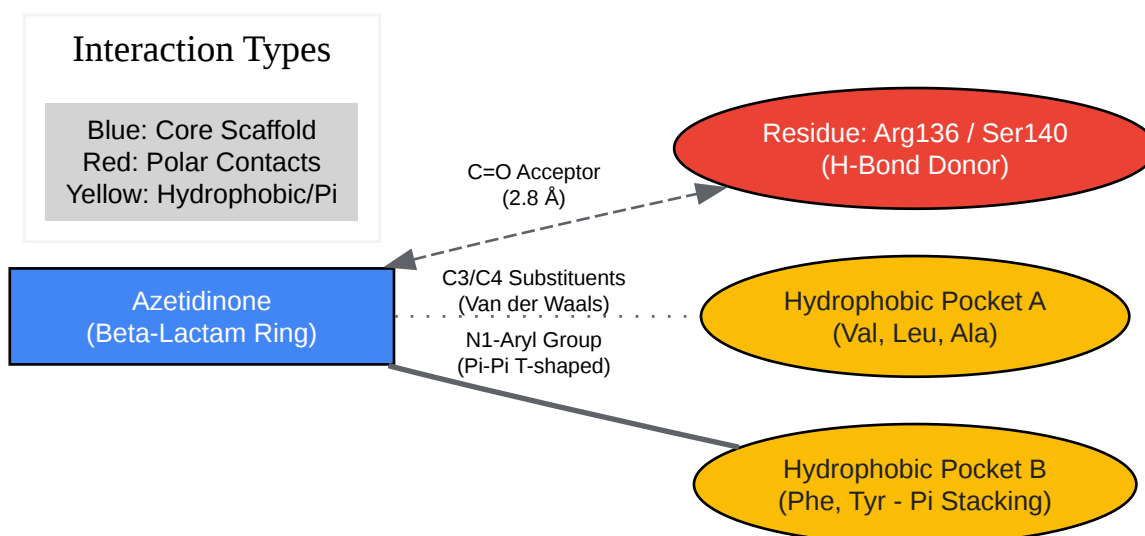 Interaction Types
Blue: Core Scaffold
Red: Polar Contacts
Yellow: Hydrophobic/Pi
Residue: Arg136 / Ser140
(H-Bond Donor)
C=O Acceptor
(2.8 Å)
Azetidinone
(Beta-Lactam Ring)
C3/C4 Substituents
(Van der Waals)
Hydrophobic Pocket A
(Val, Leu, Ala)
N1-Aryl Group
(Pi-Pi T-shaped)
Hydrophobic Pocket B
(Phe, Tyr - Pi Stacking)